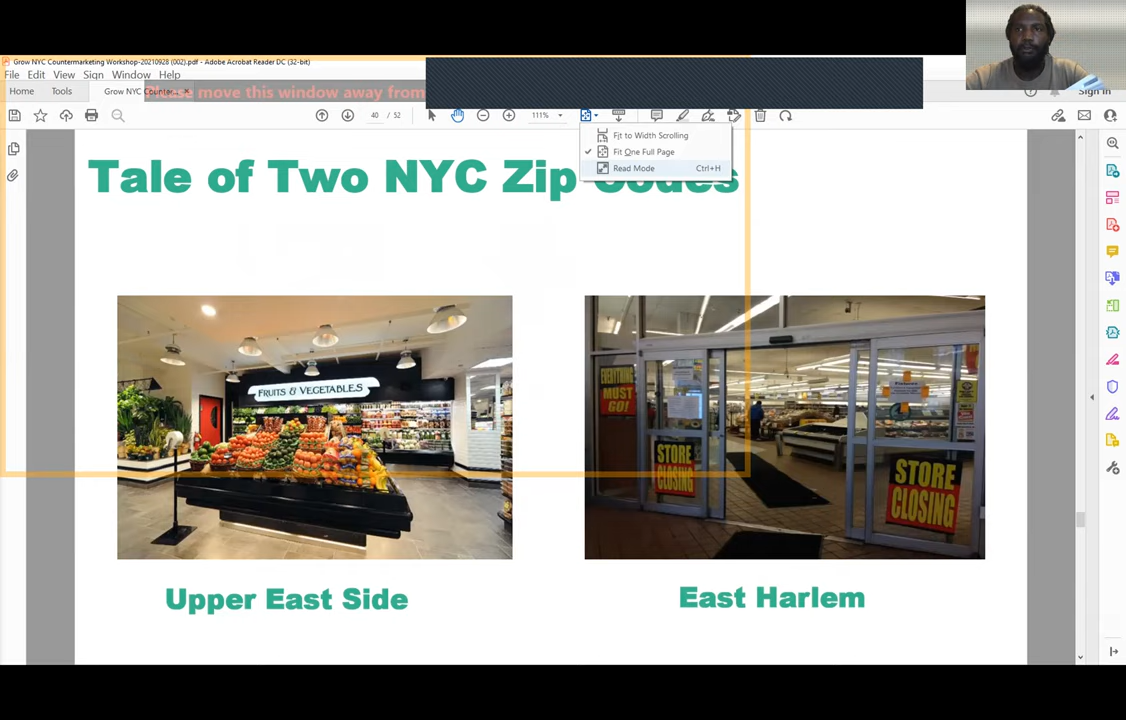 Grow NYC Countermarketing Workshop-20210928 (002).pdf - Adobe Acrobat Reader DC (32-bit)
File Edit View Sign Window Help
Home Tools Grow NYC Counter... × Please move this window away from Sign In
40 / 52 111%
Fit to Width Scrolling
Fit One Full Page
Read Mode Ctrl+H
Tale of Two NYC Zip Codes
FRUITS & VEGETABLES
EVERYTHING
MUST
GO!
STORE
CLOSING
STORE
CLOSING
Upper East Side
East Harlem